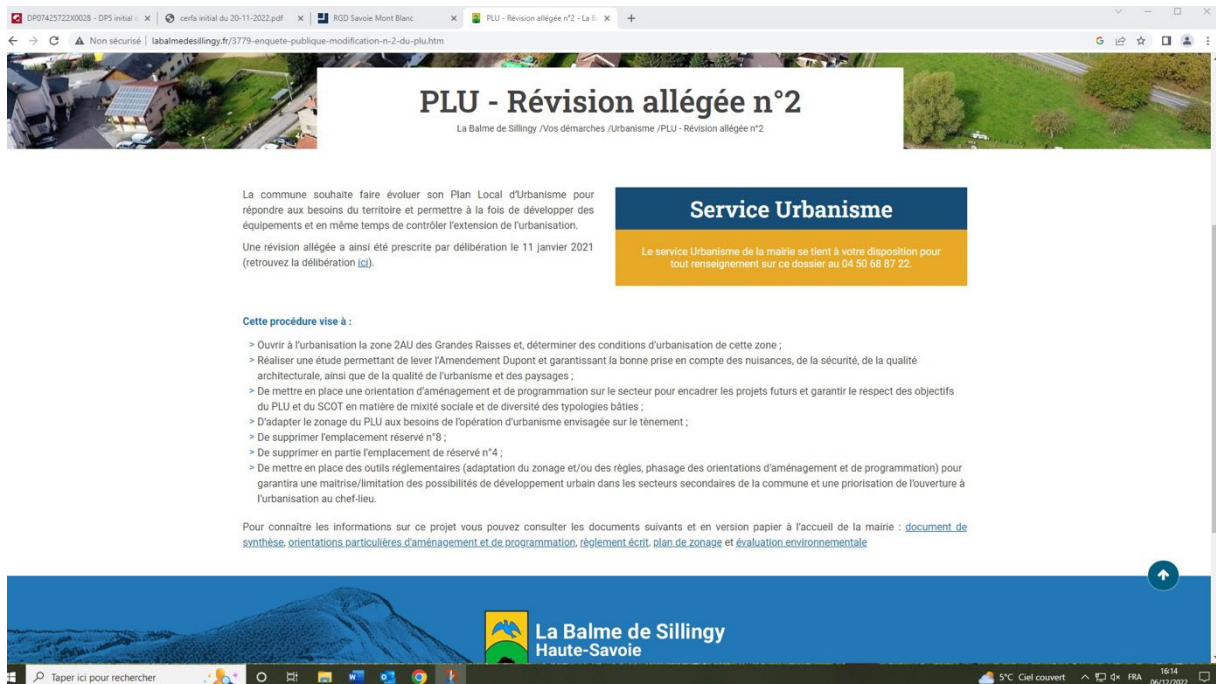 DP07425722X0028 - DP5 initial
cerfa initial du 20-11-2022.pdf
RGD Savoie Mont Blanc
PLU - Révision allégée n°2 - La B
Non sécurisé | labalmedesillingy.fr/3779-enquete-publique-modification-n-2-du-plu.htm
PLU - Révision allégée n°2
La Balme de Sillingy /Vos démarches /Urbanisme /PLU - Révision allégée n°2
La commune souhaite faire évoluer son Plan Local d'Urbanisme pour
répondre aux besoins du territoire et permettre à la fois de développer des
équipements et en même temps de contrôler l'extension de l'urbanisation.
Une révision allégée a ainsi été prescrite par délibération le 11 janvier 2021
(retrouvez la délibération ici).
Service Urbanisme
Le service Urbanisme de la mairie se tient à votre disposition pour
tout renseignement sur ce dossier au 04 50 68 87 22.
Cette procédure vise à :
> Ouvrir à l'urbanisation la zone 2AU des Grandes Raisses et, déterminer des conditions d'urbanisation de cette zone ;
> Réaliser une étude permettant de lever l'Amendement Dupont et garantissant la bonne prise en compte des nuisances, de la sécurité, de la qualité
architecturale, ainsi que de la qualité de l'urbanisme et des paysages ;
> De mettre en place une orientation d'aménagement et de programmation sur le secteur pour encadrer les projets futurs et garantir le respect des objectifs
du PLU et du SCOT en matière de mixité sociale et de diversité des typologies bâties ;
> D'adapter le zonage du PLU aux besoins de l'opération d'urbanisme envisagée sur le tènement ;
> De supprimer l'emplacement réservé n°8 ;
> De supprimer en partie l'emplacement de réservé n°4 ;
> De mettre en place des outils réglementaires (adaptation du zonage et/ou des règles, phasage des orientations d'aménagement et de programmation) pour
garantira une maitrise/limitation des possibilités de développement urbain dans les secteurs secondaires de la commune et une priorisation de l'ouverture à
l'urbanisation au chef-lieu.
Pour connaître les informations sur ce projet vous pouvez consulter les documents suivants et en version papier à l'accueil de la mairie : document de
synthèse, orientations particulières d'aménagement et de programmation, règlement écrit, plan de zonage et évaluation environnementale
La Balme de Sillingy
Haute-Savoie
Taper ici pour rechercher
5°C Ciel couvert
FRA
16:14
06/12/2022